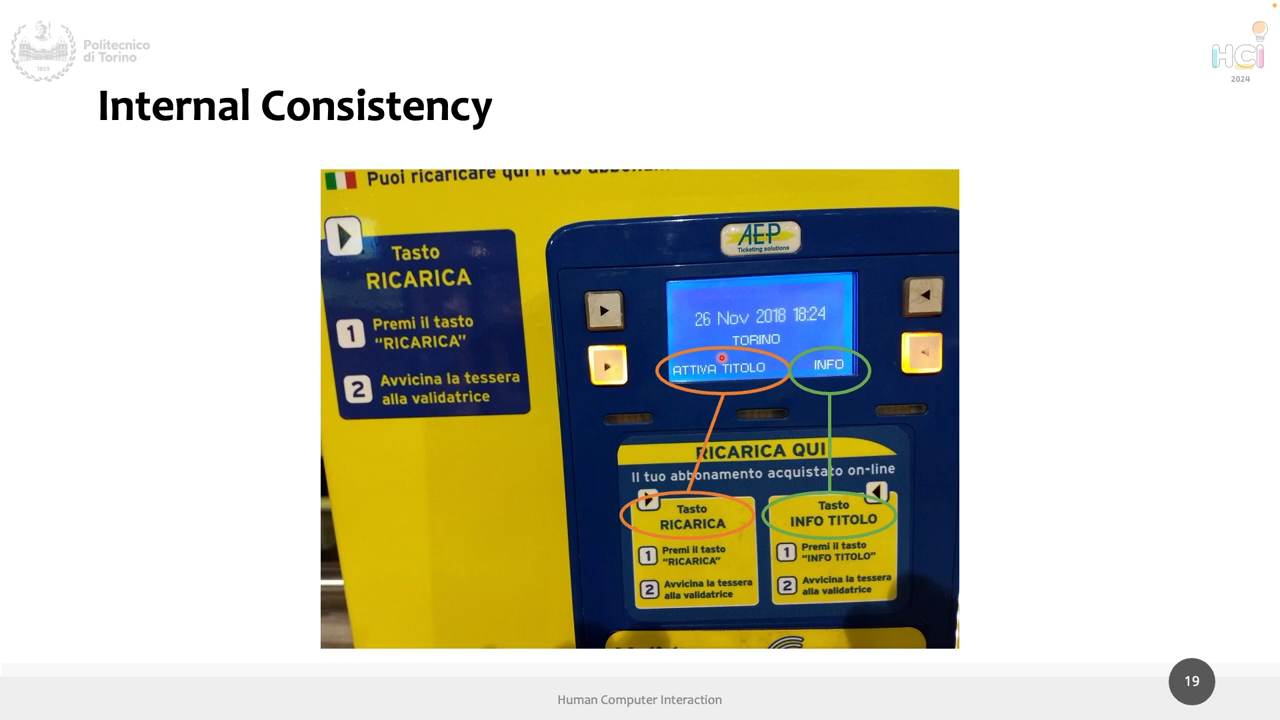 Politecnico
di Torino
1859
HCI
2024
Internal Consistency
Puoi ricaricare qui il tuo
Tasto
RICARICA
1 Premi il tasto
"RICARICA"
2 Avvicina la tessera
alla validatrice
AEP
Ticketing solutions
26 Nov 2018 18:24
TORINO
ATTIVA TITOLO INFO
RICARICA QUI
Il tuo abbonamento acquistato on-line
Tasto
RICARICA
1 Premi il tasto
"RICARICA"
2 Avvicina la tessera
alla validatrice
Tasto
INFO TITOLO
1 Premi il tasto
"INFO TITOLO"
2 Avvicina la tessera
alla validatrice
Human Computer Interaction
19